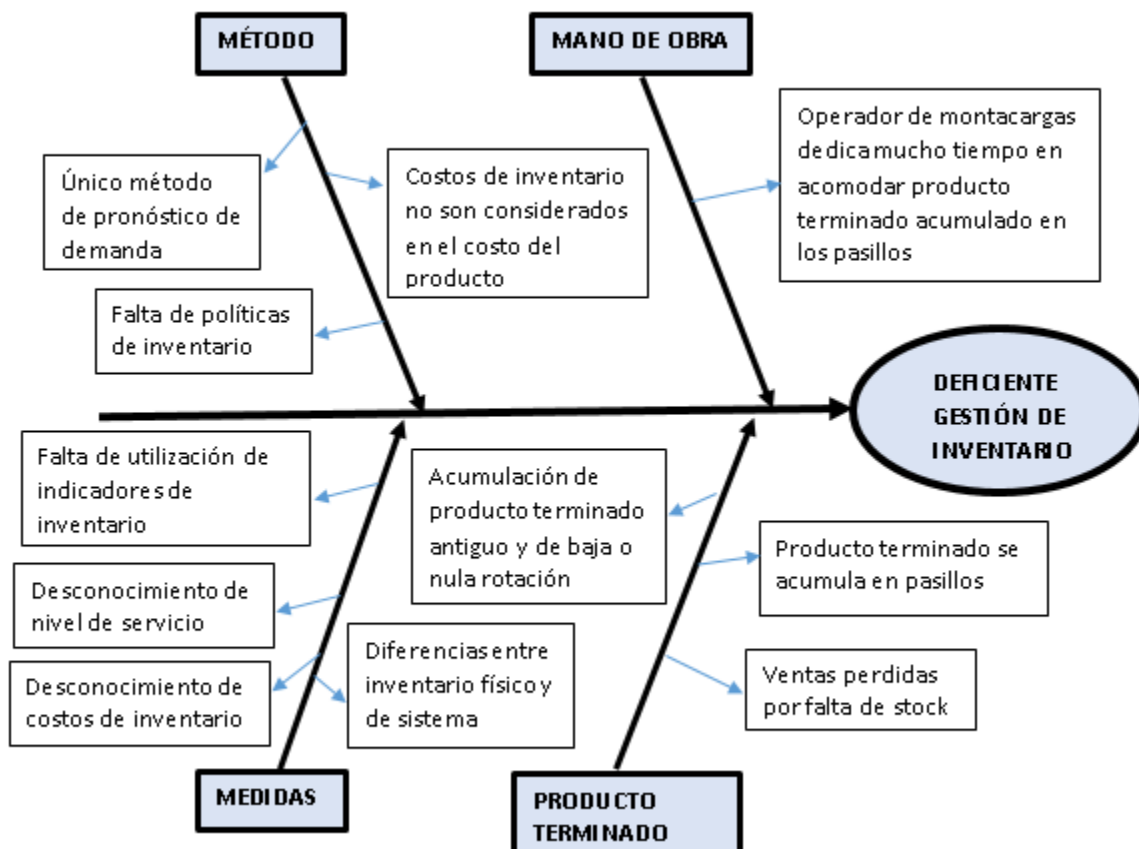 MÉTODO
MANO DE OBRA
Único método
de pronóstico de
demanda
Costos de inventario
no son considerados
en el costo del
producto
Operador de montacargas
dedica mucho tiempo en
acomodar producto
terminado acumulado en
los pasillos
Falta de políticas
de inventario
DEFICIENTE
GESTIÓN DE
INVENTARIO
Falta de utilización de
indicadores de
inventario
Acumulación de
producto terminado
antiguo y de baja o
nula rotación
Producto terminado se
acumula en pasillos
Desconocimiento de
nivel de servicio
Diferencias entre
inventario físico y
de sistema
Desconocimiento de
costos de inventario
Ventas perdidas
por falta de stock
MEDIDAS
PRODUCTO
TERMINADO